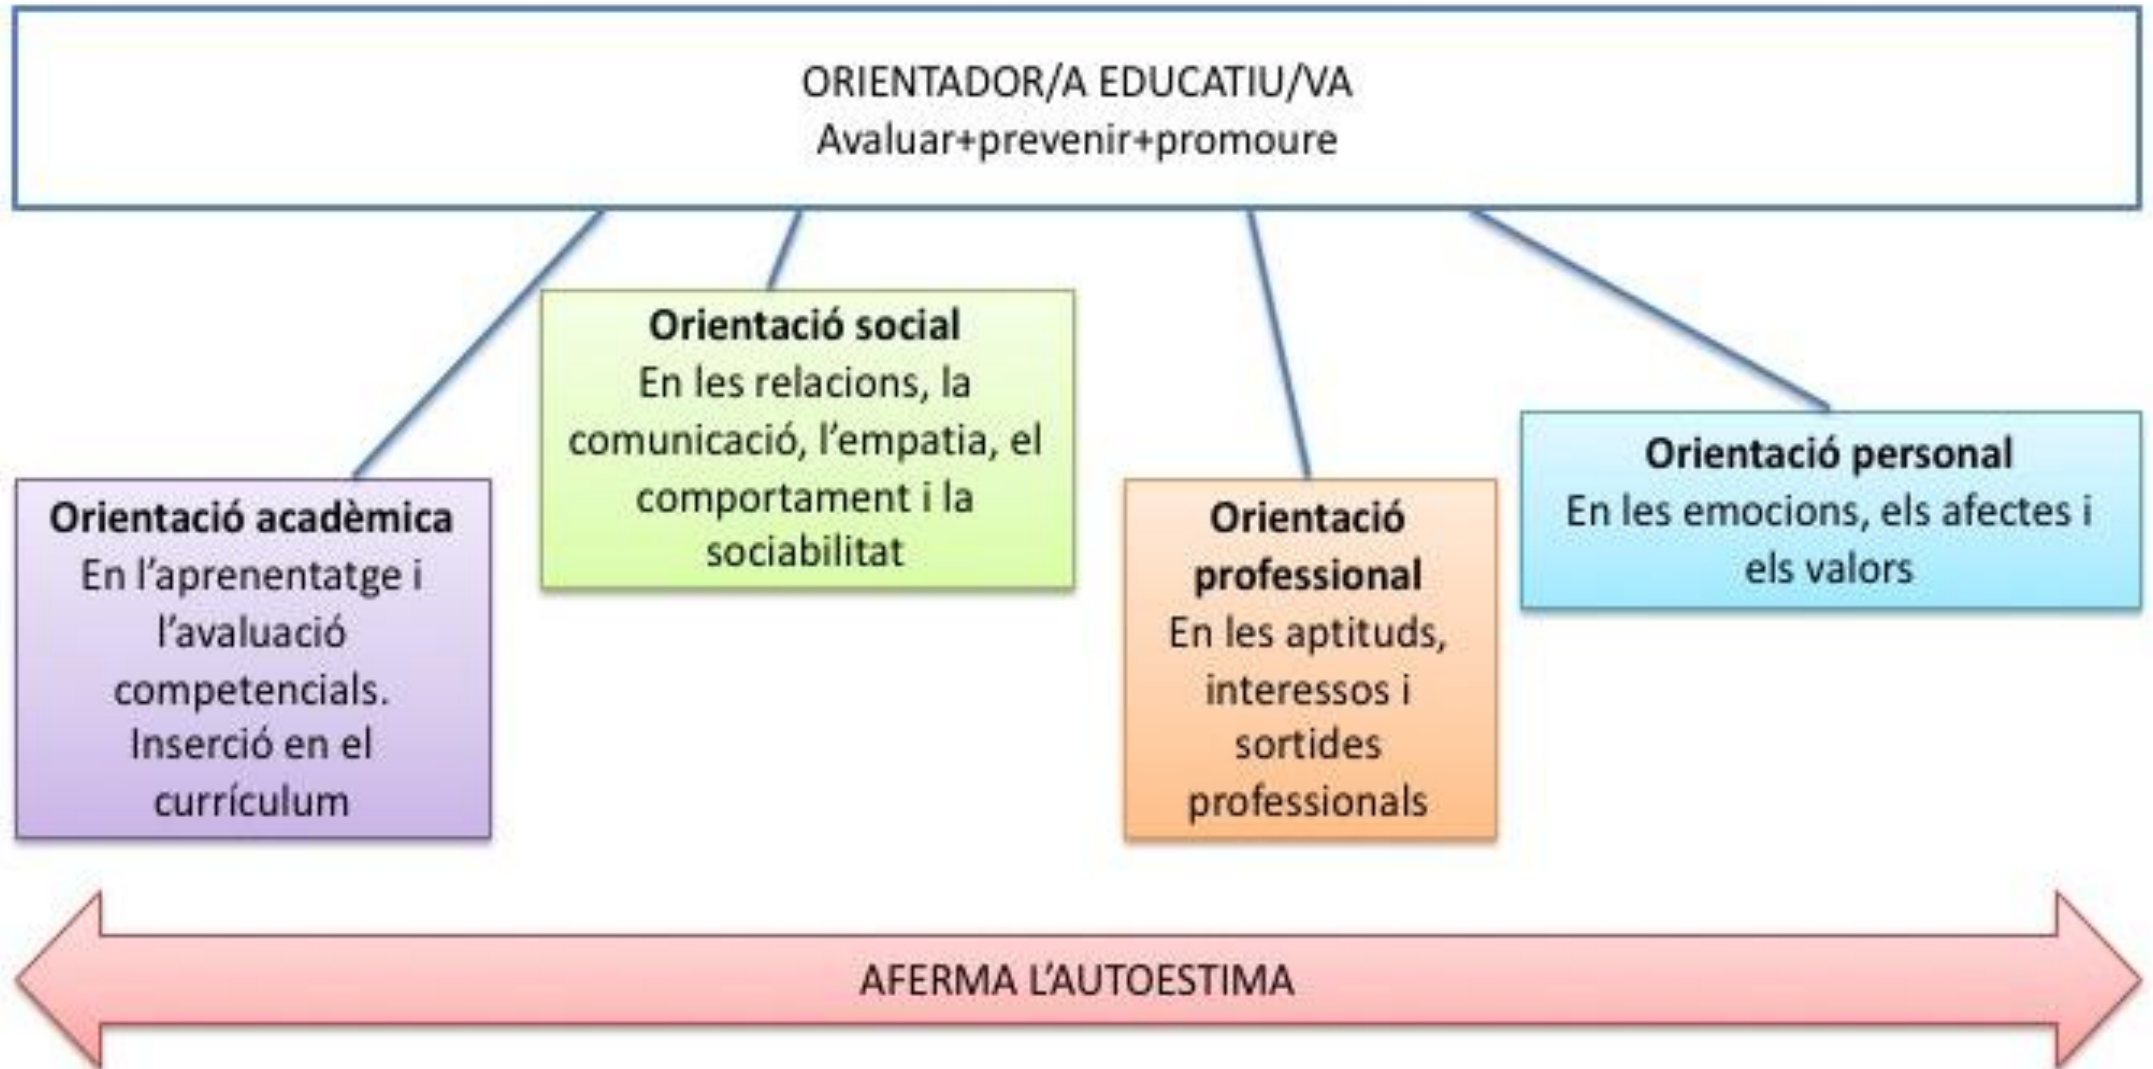 ORIENTADOR/A EDUCATIU/VA
Avaluar+prevenir+promoure
Orientació social
En les relacions, la
comunicació, l'empatia, el
comportament i la
sociabilitat
Orientació personal
En les emocions, els afectes i
els valors
Orientació acadèmica
En l'aprenentatge i
l'avaluació
competencials.
Inserció en el
currículum
Orientació
professional
En les aptituds,
interessos i
sortides
professionals
AFERMA L'AUTOESTIMA